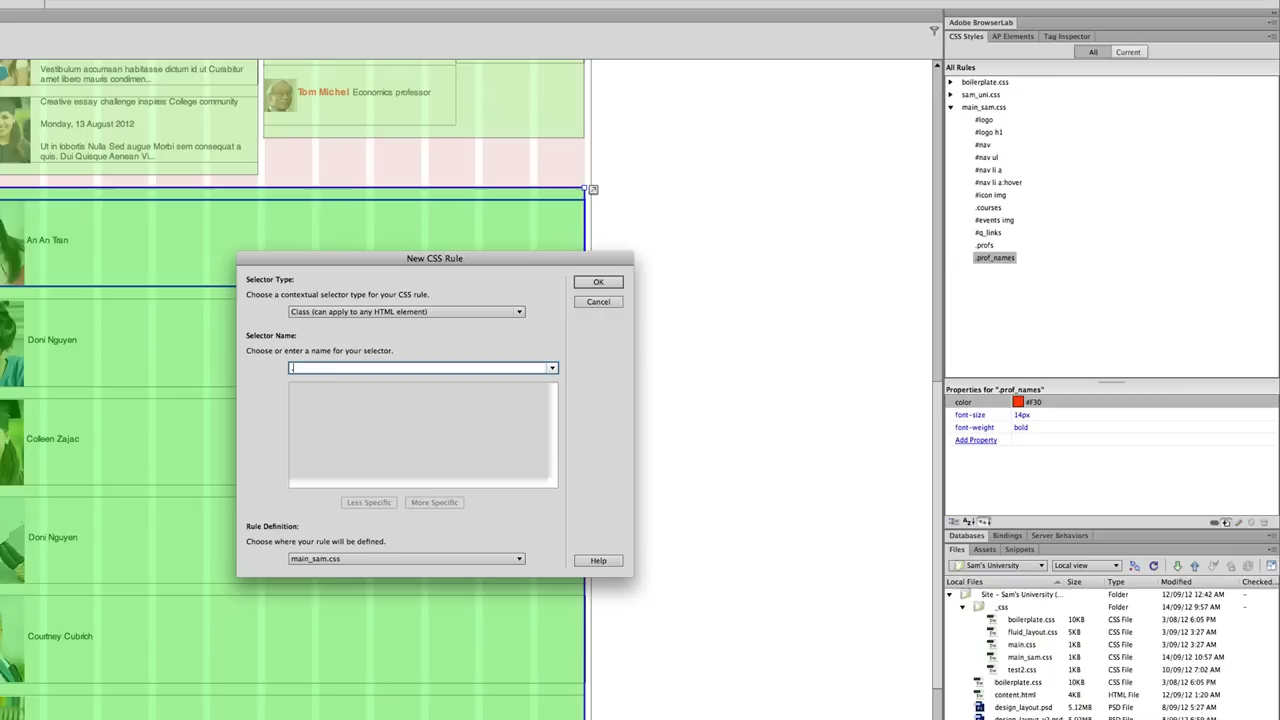 Vestibulum accumsan habitasse dictum id ut Curabitur
amet libero mauris condimen...
Creative essay challenge inspires College community
Monday, 13 August 2012
Ut in lobortis Nulla Sed augue Morbi sem consequat a
quis. Dui Quisque Aenean Vi...
Tom Michel Economics professor
An An Tran
Doni Nguyen
Colleen Zajac
Doni Nguyen
Courtney Cubrich
New CSS Rule
Selector Type:
Choose a contextual selector type for your CSS rule.
Class (can apply to any HTML element)
Selector Name:
Choose or enter a name for your selector.
.
Less Specific More Specific
Rule Definition:
Choose where your rule will be defined.
main_sam.css
OK
Cancel
Help
Adobe BrowserLab
CSS Styles AP Elements Tag Inspector
All Current
All Rules
boilerplate.css
sam_uni.css
main_sam.css
#logo
#logo h1
#nav
#nav ul
#nav li a
#nav li a:hover
#icon img
.courses
#events img
#q_links
.profs
.prof_names
Properties for ".prof_names"
color #F30
font-size 14px
font-weight bold
Add Property
Databases Bindings Server Behaviors
Files Assets Snippets
Sam's University Local view
Local Files Size Type Modified Checked...
Site – Sam's University (... Folder 12/09/12 12:42 AM –
_css Folder 14/09/12 9:57 AM –
boilerplate.css 10KB CSS File 3/08/12 6:05 PM
fluid_layout.css 5KB CSS File 3/09/12 3:27 AM
main.css 1KB CSS File 3/09/12 3:27 AM
main_sam.css 1KB CSS File 14/09/12 10:57 AM
test2.css 1KB CSS File 10/09/12 7:02 AM
boilerplate.css 10KB CSS File 3/08/12 6:05 PM
content.html 4KB HTML File 12/09/12 1:20 AM
design_layout.psd 5.12MB PSD File 3/08/12 6:05 PM